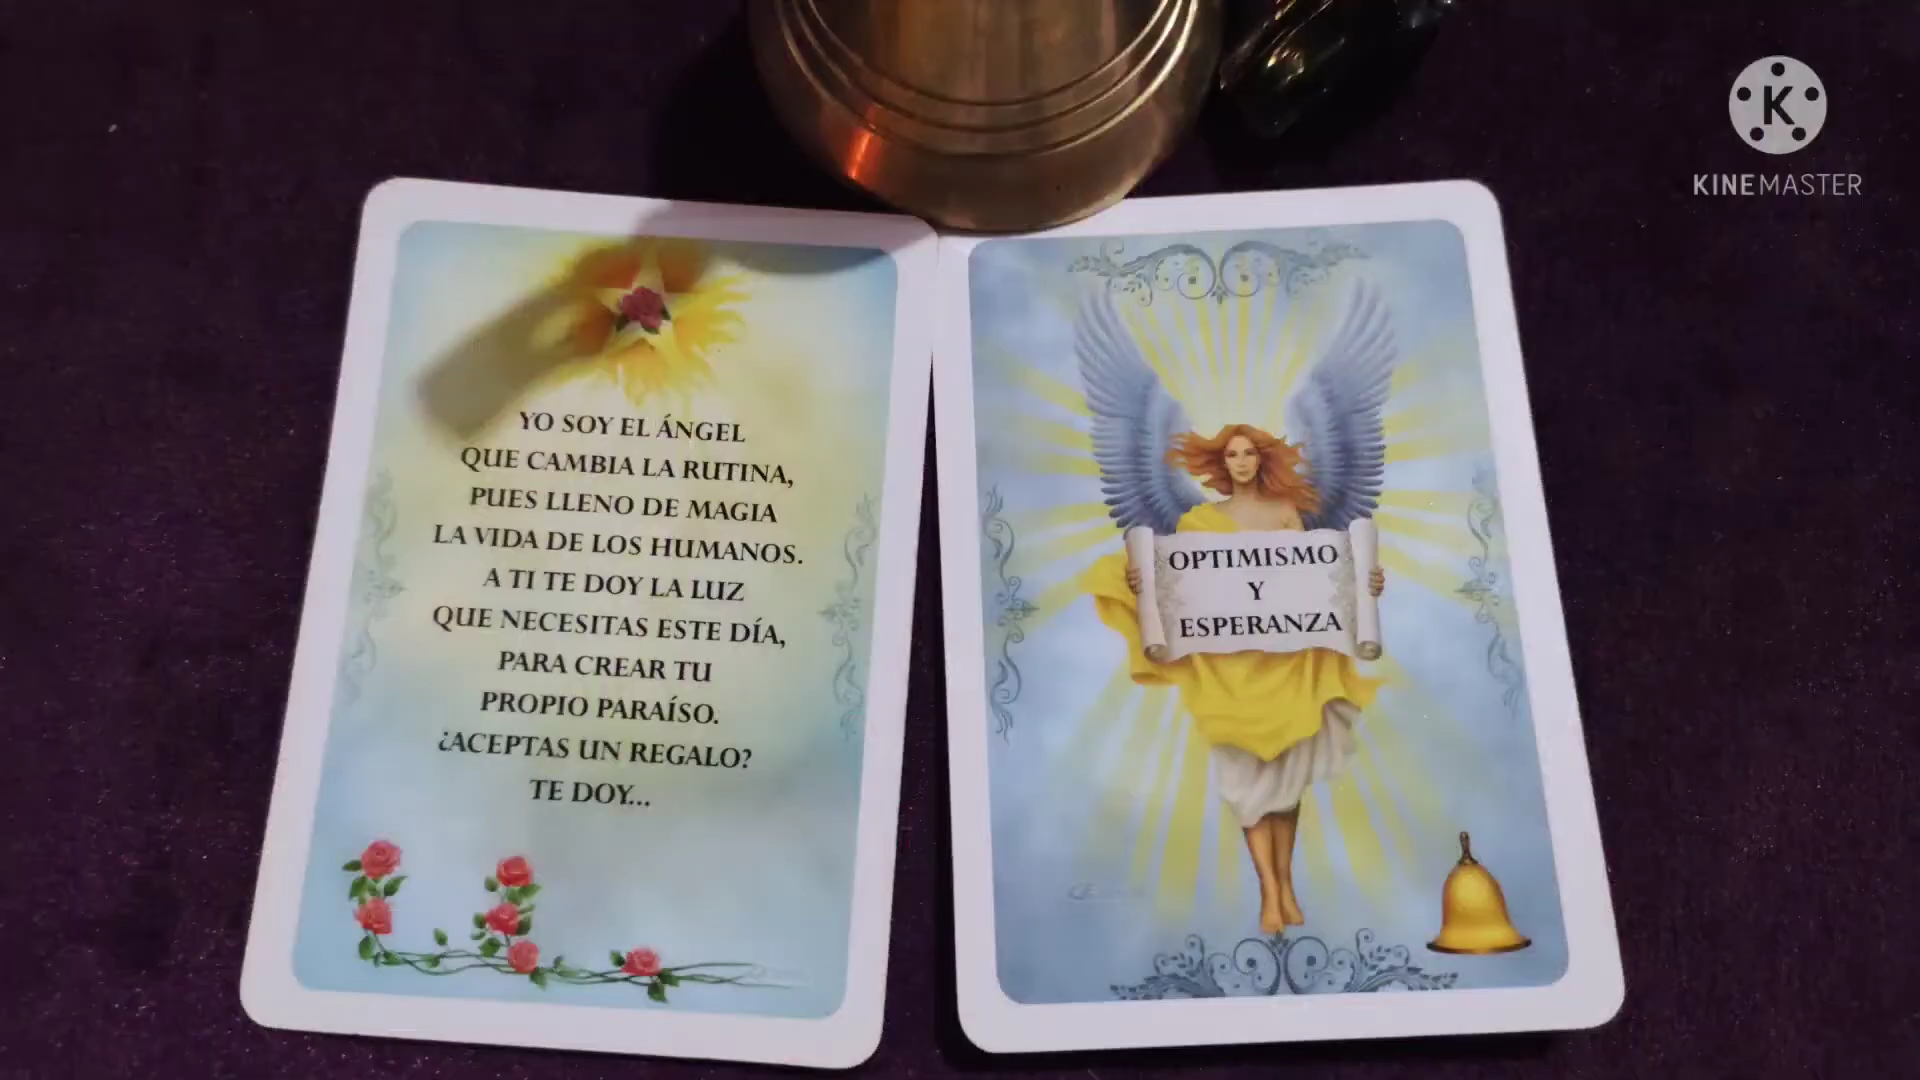 YO SOY EL ÁNGEL
QUE CAMBIA LA RUTINA,
PUES LLENO DE MAGIA
LA VIDA DE LOS HUMANOS.
A TI TE DOY LA LUZ
QUE NECESITAS ESTE DÍA,
PARA CREAR TU
PROPIO PARAÍSO.
¿ACEPTAS UN REGALO?
TE DOY...
OPTIMISMO
Y
ESPERANZA
K
KINEMASTER